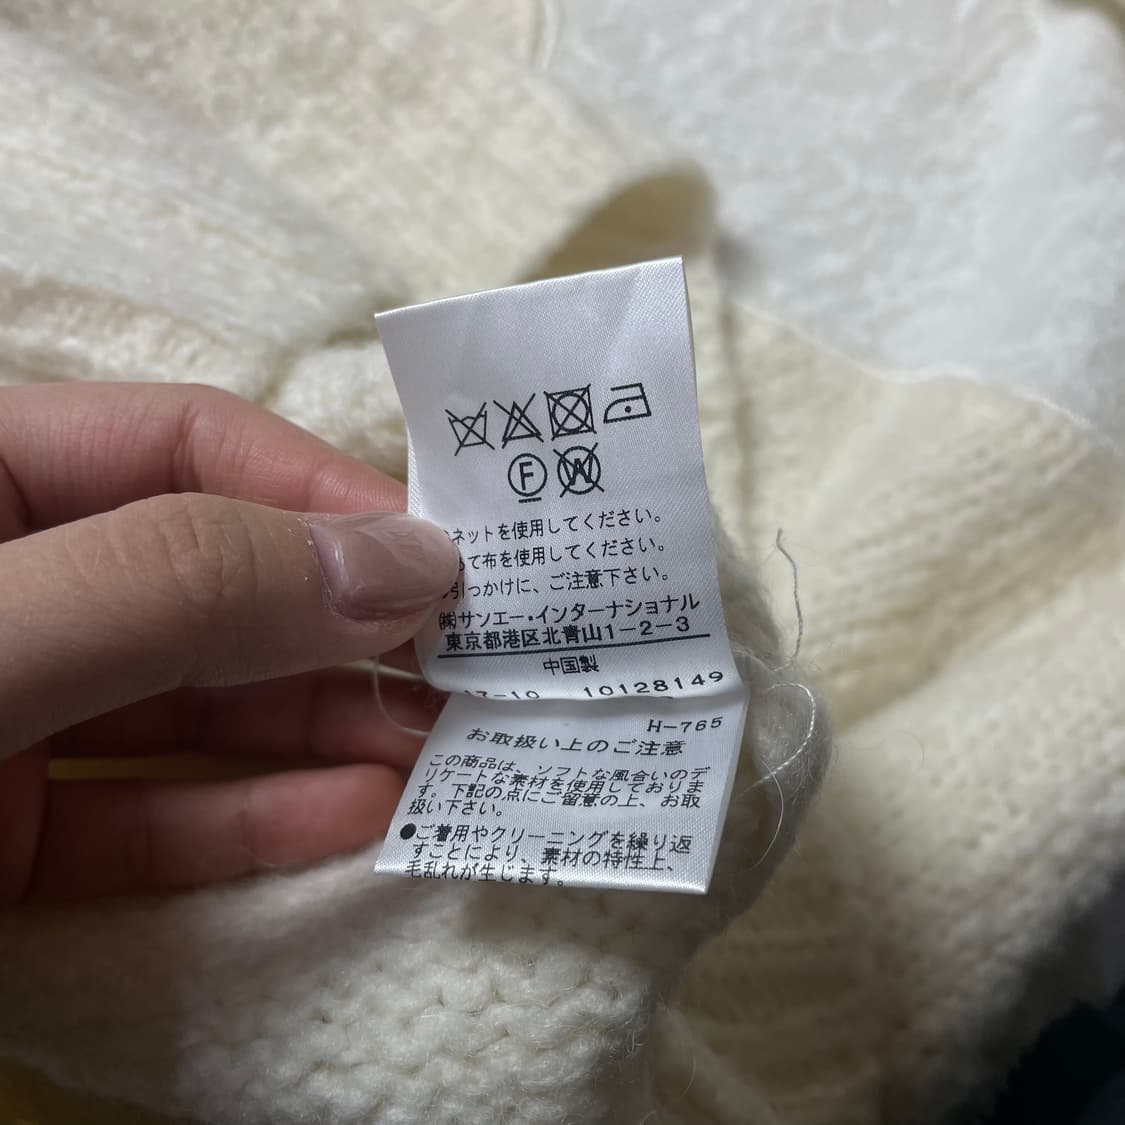 F W
ネットを使用してください。
て布を使用してください。
引っかけに、ご注意下さい。
㈱サンエー・インターナショナル
東京都港区北青山1-2-3
中国製
17-10 10128149
H-765
お取扱い上のご注意
この商品は、ソフトな風合いのデ
リケートな素材を使用しておりま
す。下記の点にご留意の上、お取
扱い下さい。
●ご着用やクリーニングを繰り返
すことにより、素材の特性上、
毛乱れが生じます。